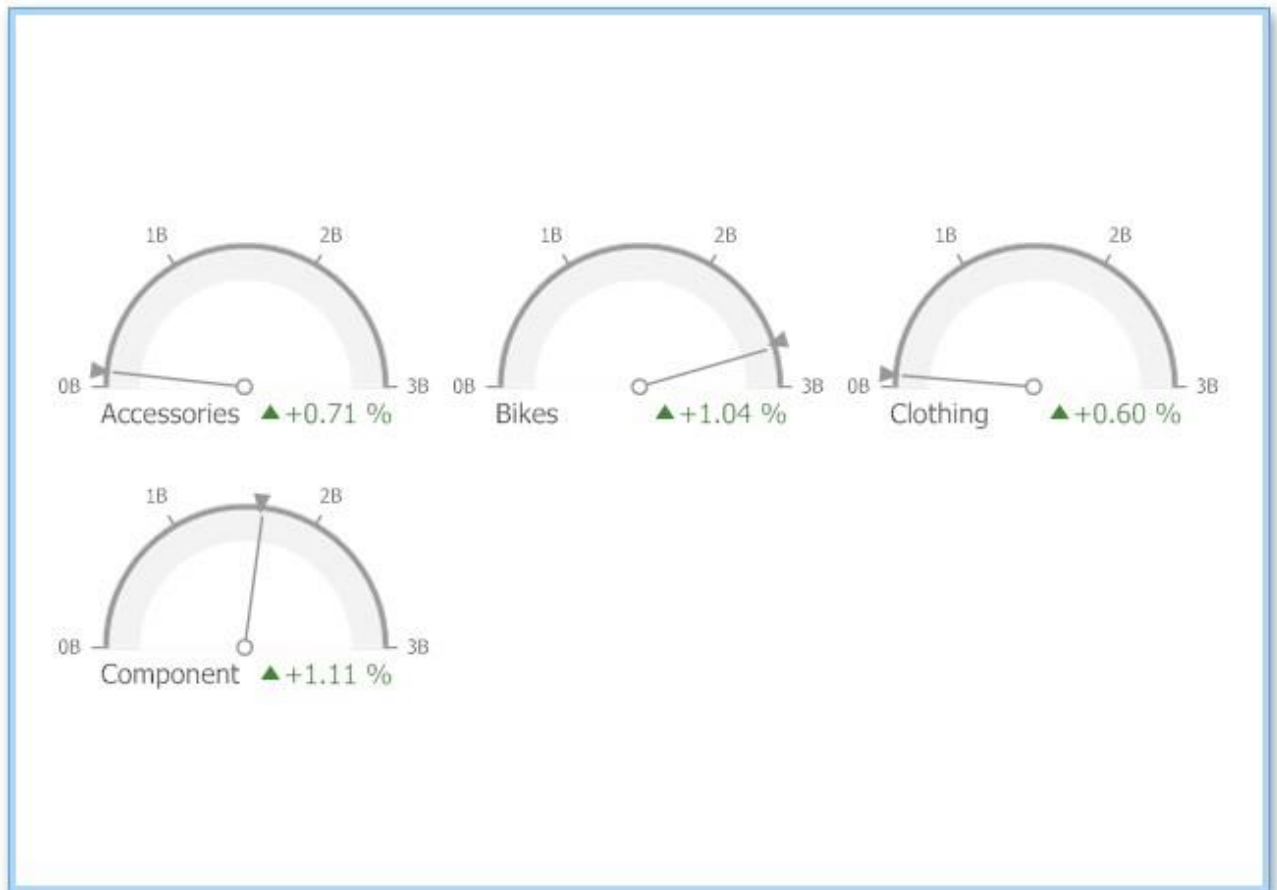 1B 2B
0B 3B
Accessories ▲+0.71 %
1B 2B
0B 3B
Bikes ▲+1.04 %
1B 2B
0B 3B
Clothing ▲+0.60 %
1B 2B
0B 3B
Component ▲+1.11 %